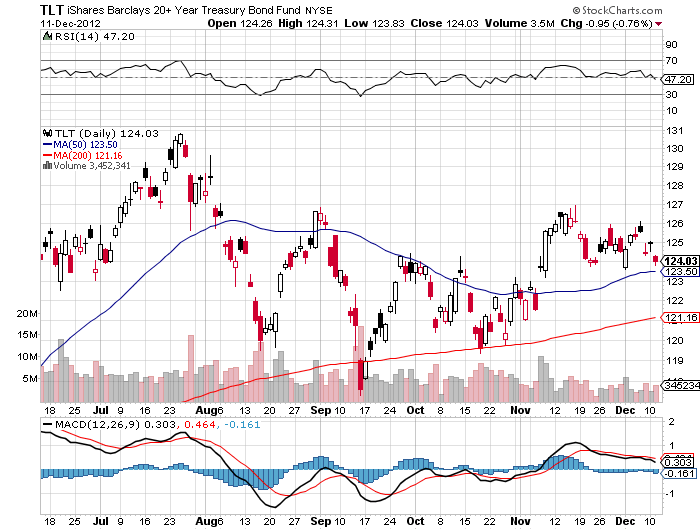 TLT iShares Barclays 20+ Year Treasury Bond Fund NYSE © StockCharts.com
11-Dec-2012 Open 124.26 High 124.31 Low 123.83 Close 124.03 Volume 3.5M Chg -0.95 (-0.76%)
RSI(14) 47.20
90
70
47.20
30
10
TLT (Daily) 124.03
MA(50) 123.50
MA(200) 121.16
Volume 3,452,341
131
130
129
128
127
126
125
124.03
123.50
123
122
121.16
120
119
118
20M
15M
10M
5M
345234
18 25 Jul 9 16 23 Aug 6 13 20 27 Sep 10 17 24 Oct 8 15 22 Nov 5 12 19 26 Dec 10
MACD(12,26,9) 0.303, 0.464, -0.161
2
1
0.303
-0.161
-1
18 25 Jul 9 16 23 Aug 6 13 20 27 Sep 10 17 24 Oct 8 15 22 Nov 5 12 19 26 Dec 10